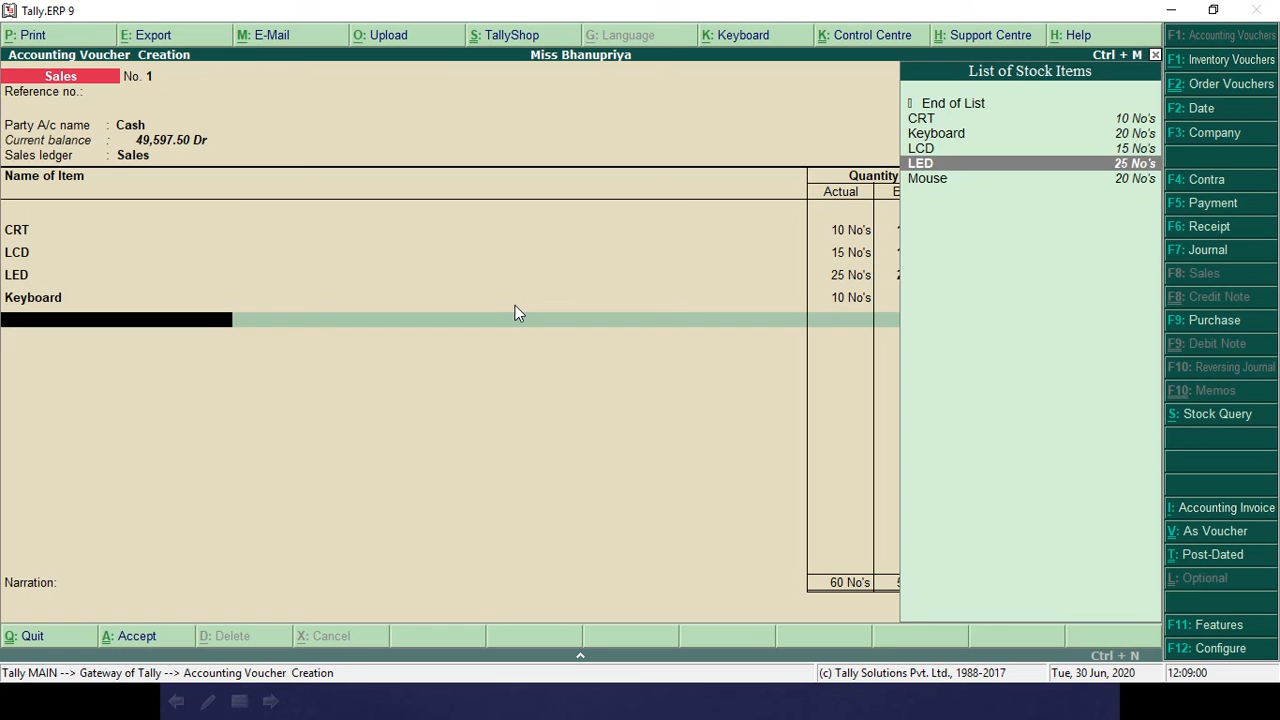 Tally.ERP 9
P: Print E: Export M: E-Mail O: Upload S: TallyShop G: Language K: Keyboard K: Control Centre H: Support Centre H: Help
Accounting Voucher Creation Miss Bhanupriya Ctrl + M
Sales No. 1
Reference no.:
Party A/c name : Cash
Current balance : 49,597.50 Dr
Sales ledger : Sales
Name of Item Quantity
Actual
CRT 10 No's
LCD 15 No's
LED 25 No's
Keyboard 10 No's
Narration: 60 No's
List of Stock Items
End of List
CRT 10 No's
Keyboard 20 No's
LCD 15 No's
LED 25 No's
Mouse 20 No's
F1: Accounting Vouchers
F1: Inventory Vouchers
F2: Order Vouchers
F2: Date
F3: Company
F4: Contra
F5: Payment
F6: Receipt
F7: Journal
F8: Sales
F8: Credit Note
F9: Purchase
F9: Debit Note
F10: Reversing Journal
F10: Memos
S: Stock Query
I: Accounting Invoice
V: As Voucher
T: Post-Dated
L: Optional
F11: Features
F12: Configure
Q: Quit A: Accept D: Delete X: Cancel
Ctrl + N
Tally MAIN --> Gateway of Tally --> Accounting Voucher Creation (c) Tally Solutions Pvt. Ltd., 1988-2017 Tue, 30 Jun, 2020 12:09:00